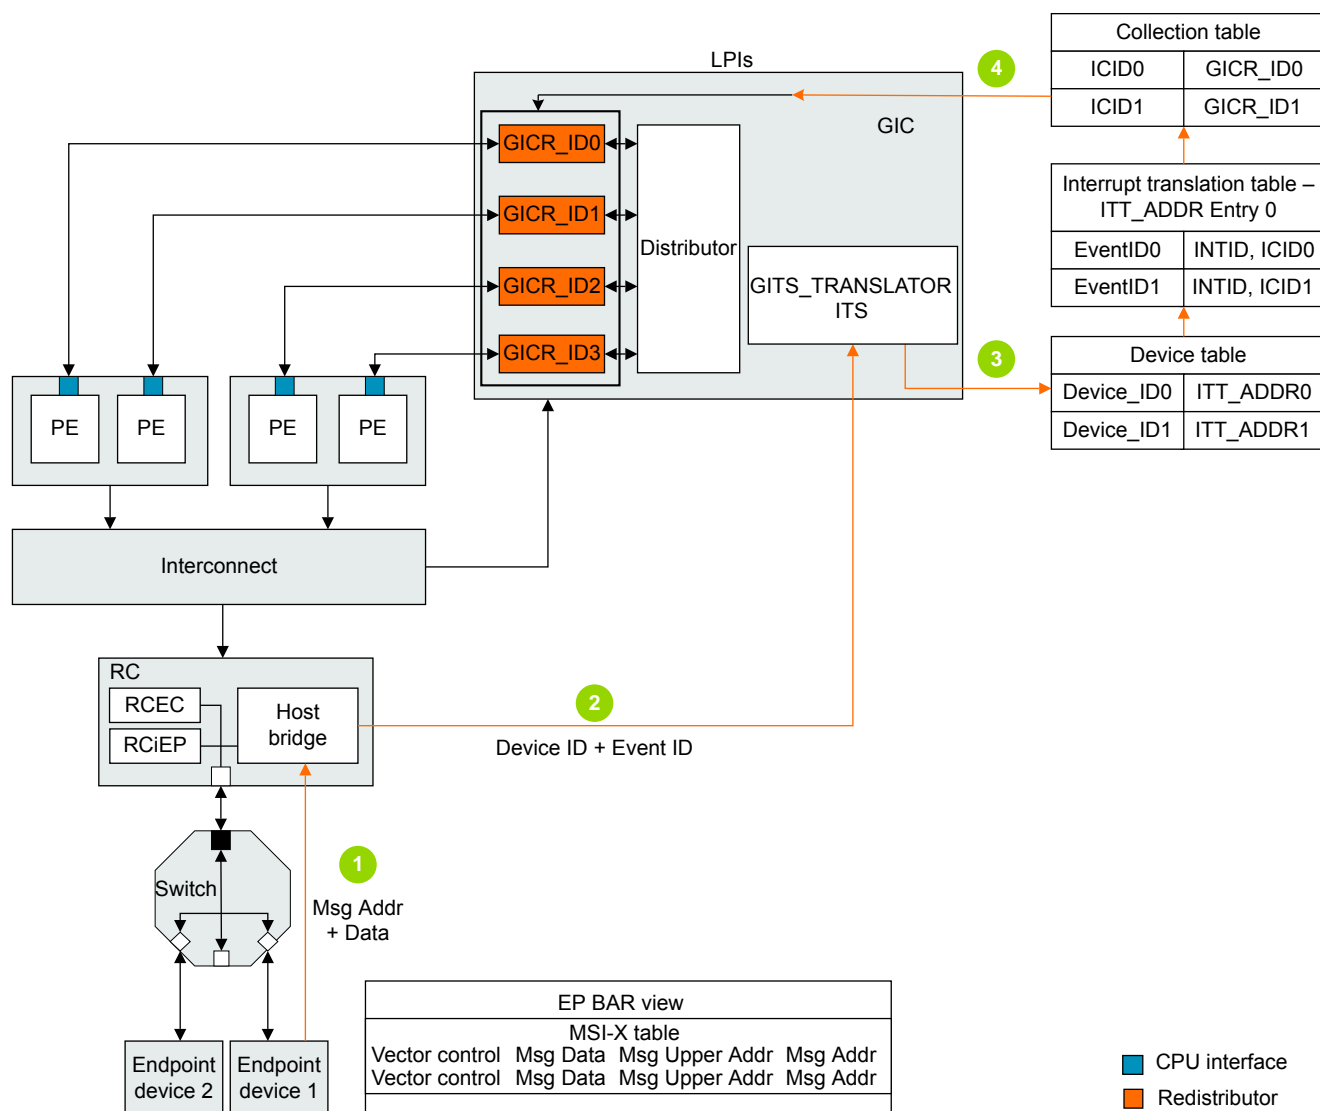 LPIs
4
Collection table
ICID0 GICR_ID0
ICID1 GICR_ID1
GIC
GICR_ID0
GICR_ID1
GICR_ID2
GICR_ID3
Distributor
GITS_TRANSLATOR
ITS
Interrupt translation table –
ITT_ADDR Entry 0
EventID0 INTID, ICID0
EventID1 INTID, ICID1
3
Device table
Device_ID0 ITT_ADDR0
Device_ID1 ITT_ADDR1
PE PE PE PE
Interconnect
RC
RCEC
RCiEP
Host
bridge
2
Device ID + Event ID
Switch
1
Msg Addr
+ Data
Endpoint
device 2
Endpoint
device 1
EP BAR view
MSI-X table
Vector control Msg Data Msg Upper Addr Msg Addr
Vector control Msg Data Msg Upper Addr Msg Addr
CPU interface
Redistributor